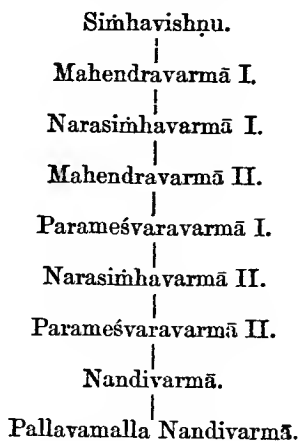 Siṁhavishṇu.
Mahendravarmā I.
Narasiṁhavarmā I.
Mahendravarmā II.
Parameśvaravarmā I.
Narasiṁhavarmā II.
Parameśvaravarmā II.
Nandivarmā.
Pallavamalla Nandivarmā.